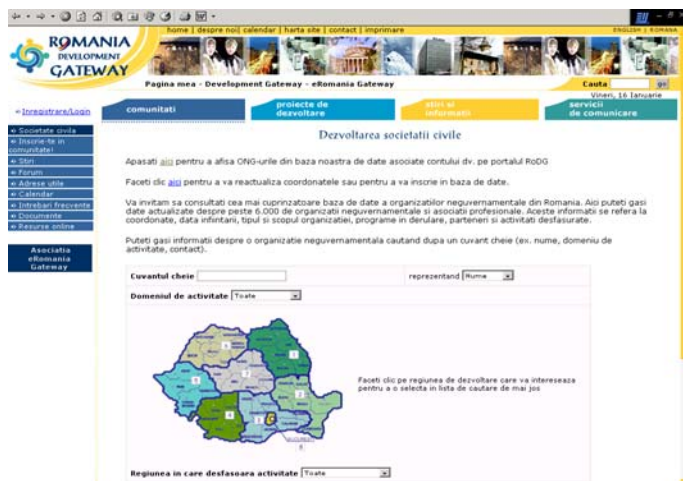 home | despre noi| calendar | harta site | contact | imprimare
ENGLISH | ROMANA
ROMANIA
DEVELOPMENT
GATEWAY
Pagina mea - Development Gateway - eRomania Gateway
Cauta
go
Vineri, 16 Ianuarie
Inregistrare/Login
comunitati
proiecte de
dezvoltare
stiri si
informatii
servicii
de comunicare
Societate civila
Inscrie-te in
comunitate!
Stiri
Forum
Adrese utile
Calendar
Intrebari frecvente
Documente
Resurse online
Asociatia
eRomania
Gateway
Dezvoltarea societatii civile
Apasati aici pentru a afisa ONG-urile din baza noastra de date asociate contului dv. pe portalul RoDG
Faceti clic aici pentru a va reactualiza coordonatele sau pentru a va inscrie in baza de date.
Va invitam sa consultati cea mai cuprinzatoare baza de date a organizatiilor neguvernamentale din Romania. Aici puteti gasi
date actualizate despre peste 6.000 de organizatii neguvernamentale si asociatii profesionale. Aceste informatii se refera la
coordonate, data infiintarii, tipul si scopul organizatiei, programe in derulare, parteneri si activitati desfasurate.
Puteti gasi informatii despre o organizatie neguvernamentala cautand dupa un cuvant cheie (ex. nume, domeniu de
activitate, contact).
Cuvantul cheie
reprezentand Nume
Domeniul de activitate Toate
Faceti clic pe regiunea de dezvoltare care va intereseaza
pentru a o selecta in lista de cautare de mai jos
Regiunea in care desfasoara activitate Toate